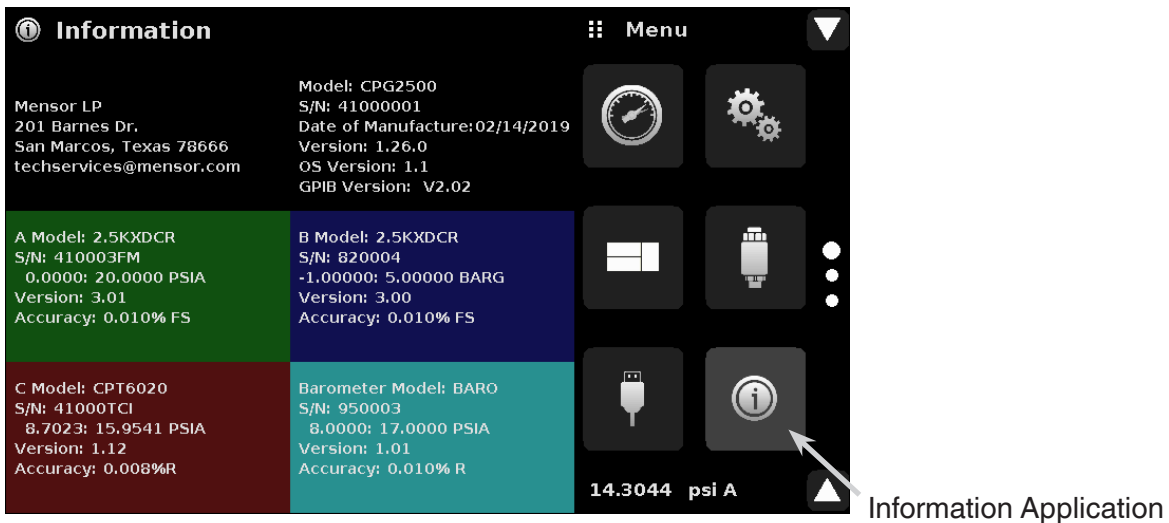 Information
Menu
Mensor LP
201 Barnes Dr.
San Marcos, Texas 78666
techservices@mensor.com
Model: CPG2500
S/N: 41000001
Date of Manufacture:02/14/2019
Version: 1.26.0
OS Version: 1.1
GPIB Version: V2.02
A Model: 2.5KXDCR
S/N: 410003FM
0.0000: 20.0000 PSIA
Version: 3.01
Accuracy: 0.010% FS
B Model: 2.5KXDCR
S/N: 820004
-1.00000: 5.00000 BARG
Version: 3.00
Accuracy: 0.010% FS
C Model: CPT6020
S/N: 41000TCI
8.7023: 15.9541 PSIA
Version: 1.12
Accuracy: 0.008%R
Barometer Model: BARO
S/N: 950003
8.0000: 17.0000 PSIA
Version: 1.01
Accuracy: 0.010% R
14.3044 psi A
Information Application